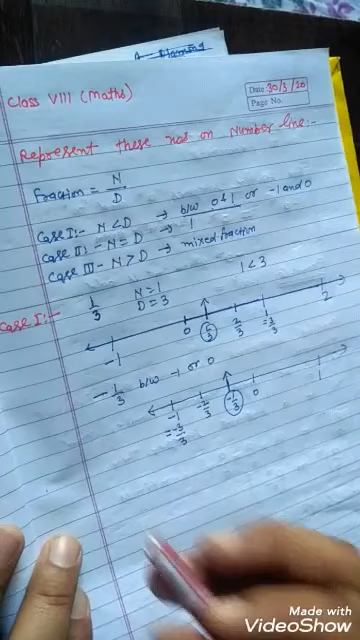 Class VIII (Maths)
Date 30/3/20
Page No.
Represent these nos on Number line:-
Fraction = N/D
Case I:- N<D → b/w 0 & 1 or -1 and 0
Case II:- N=D → 1
Case III- N>D → mixed fraction
Case I:- 1/3 N=1 D=3 1<3
-1 0 1/3 2/3 1 =3/3 2
-1/3 b/w -1 or 0
-1 =-3/3 -2/3 -1/3 0 1
Made with
VideoShow